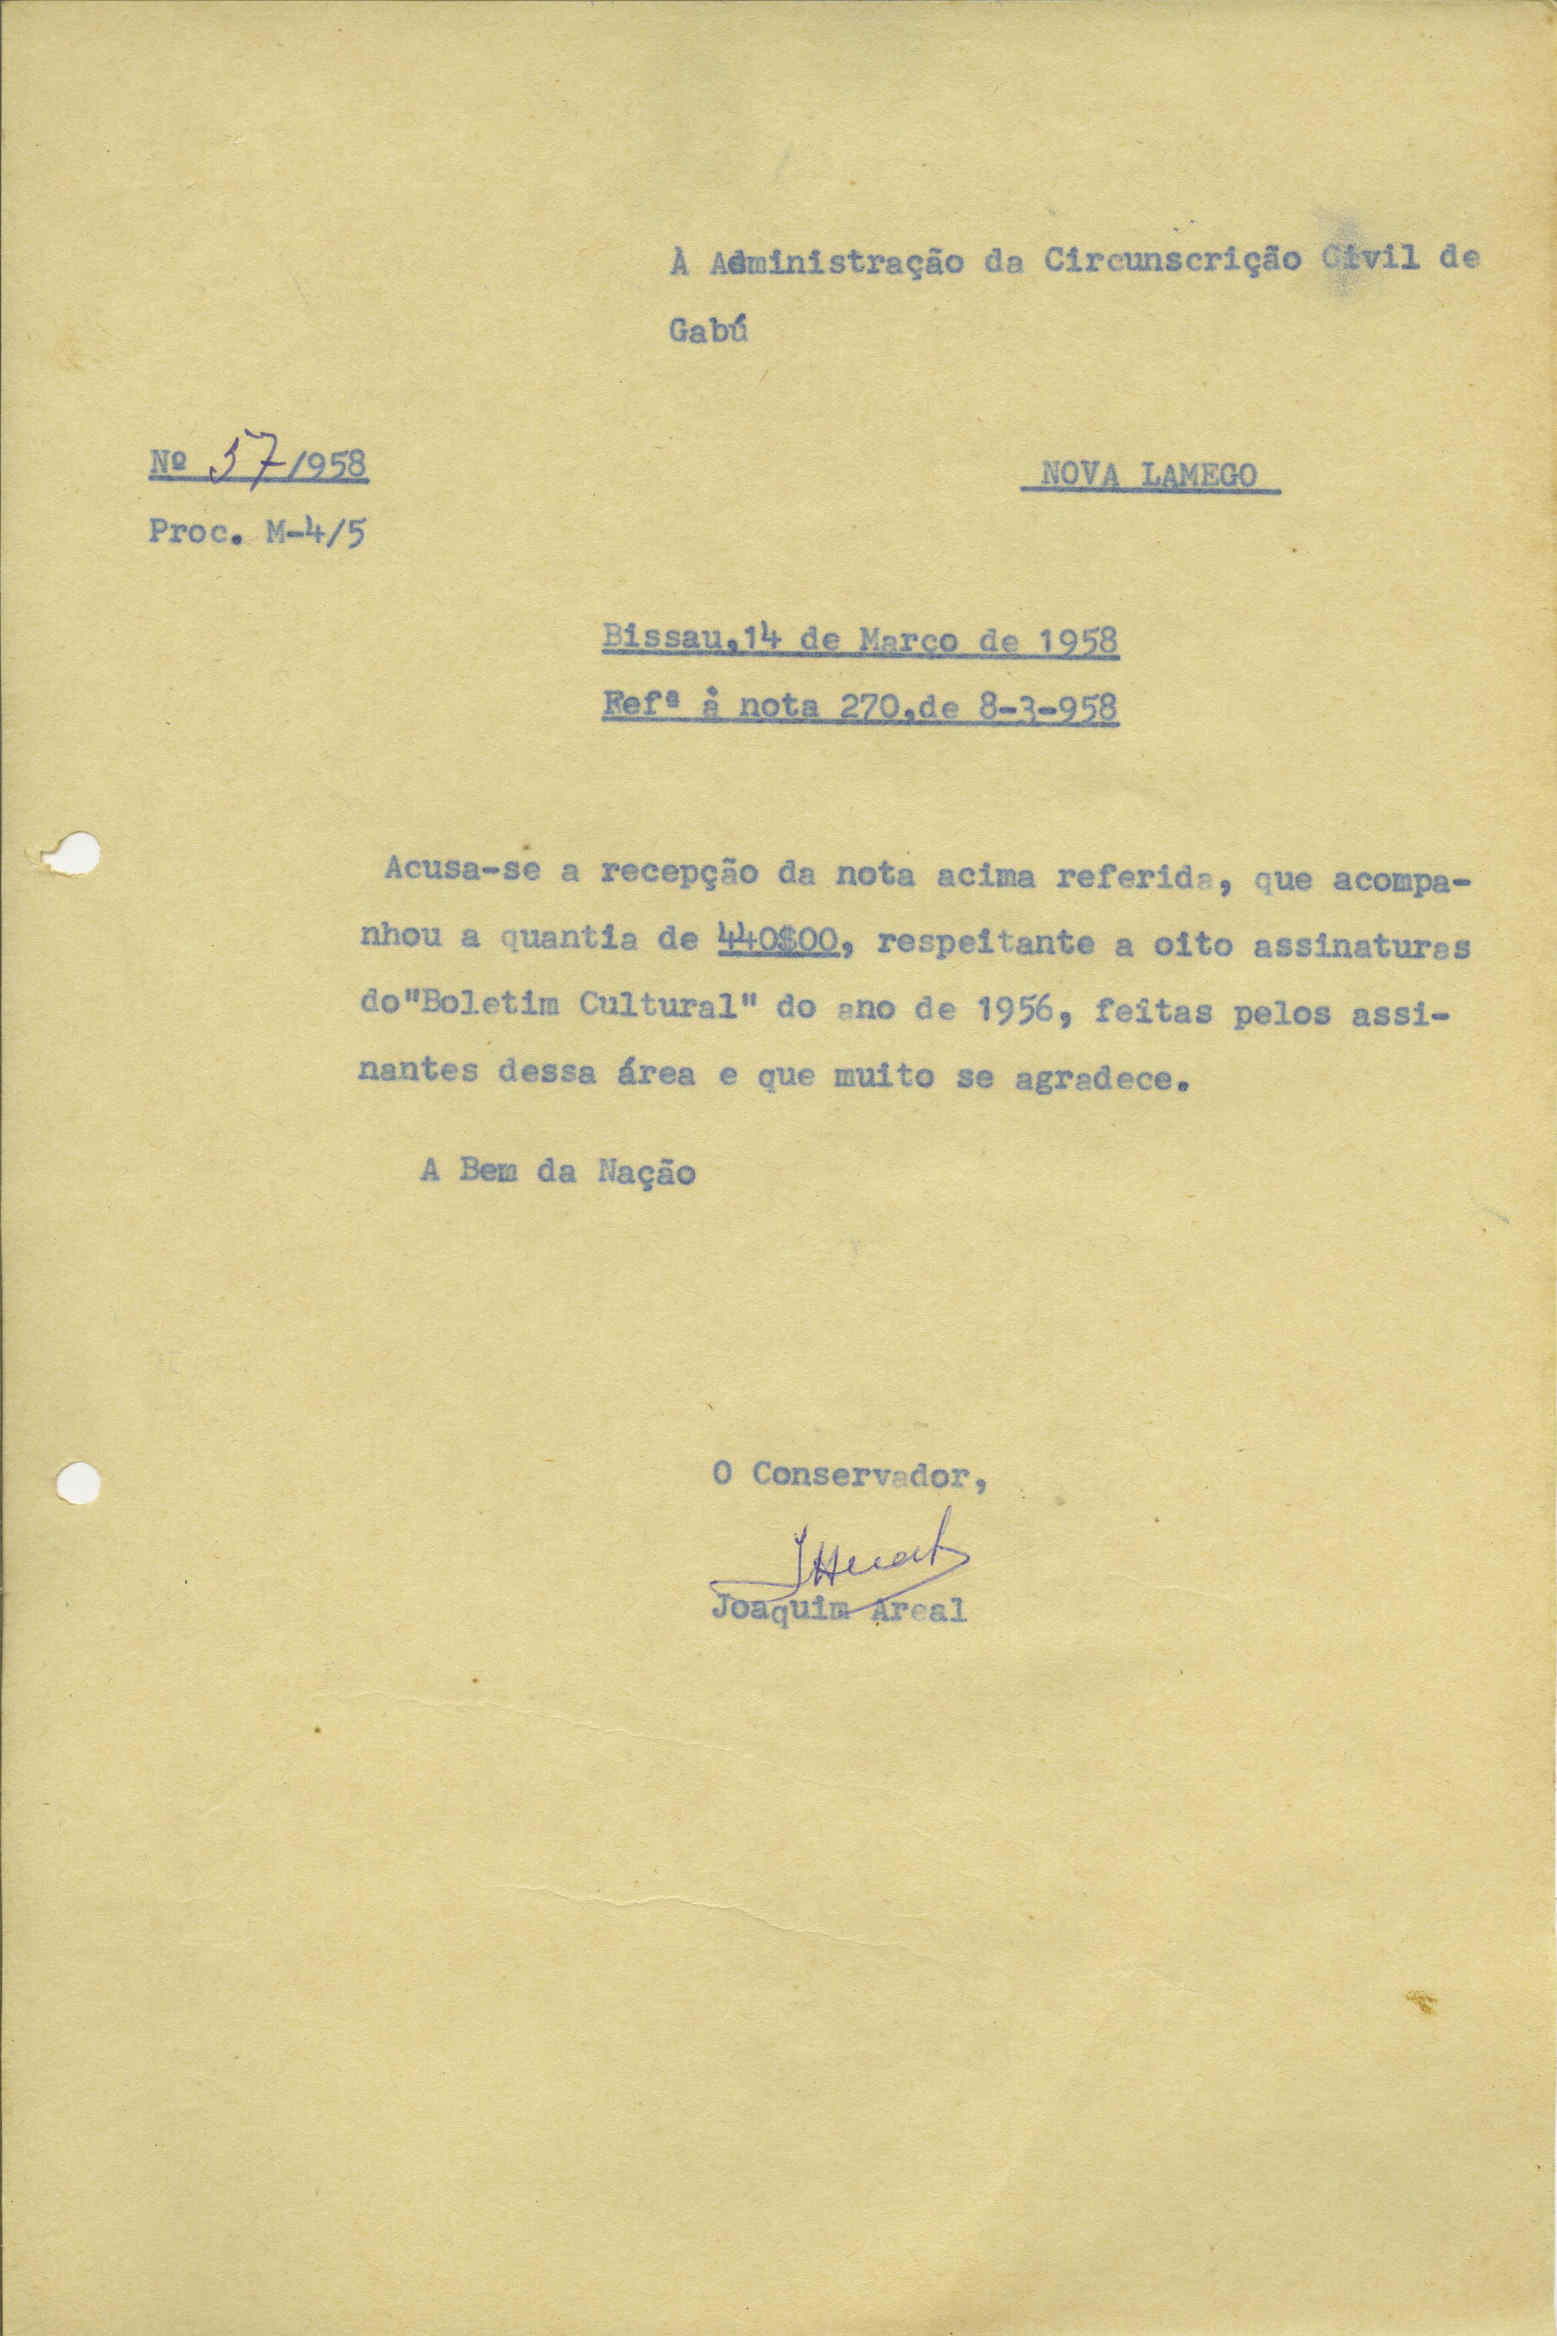 À Administração da Circunscrição Civil de
Gabú
Nº 57/1958
NOVA LAMEGO
Proc. M-4/5
Bissau,14 de Março de 1958
Refª à nota 270,de 8-3-958
Acusa-se a recepção da nota acima referida, que acompa-
nhou a quantia de 440$00, respeitante a oito assinaturas
do"Boletim Cultural" do ano de 1956, feitas pelos assi-
nantes dessa área e que muito se agradece.
A Bem da Nação
O Conservador,
Joaquim Areal